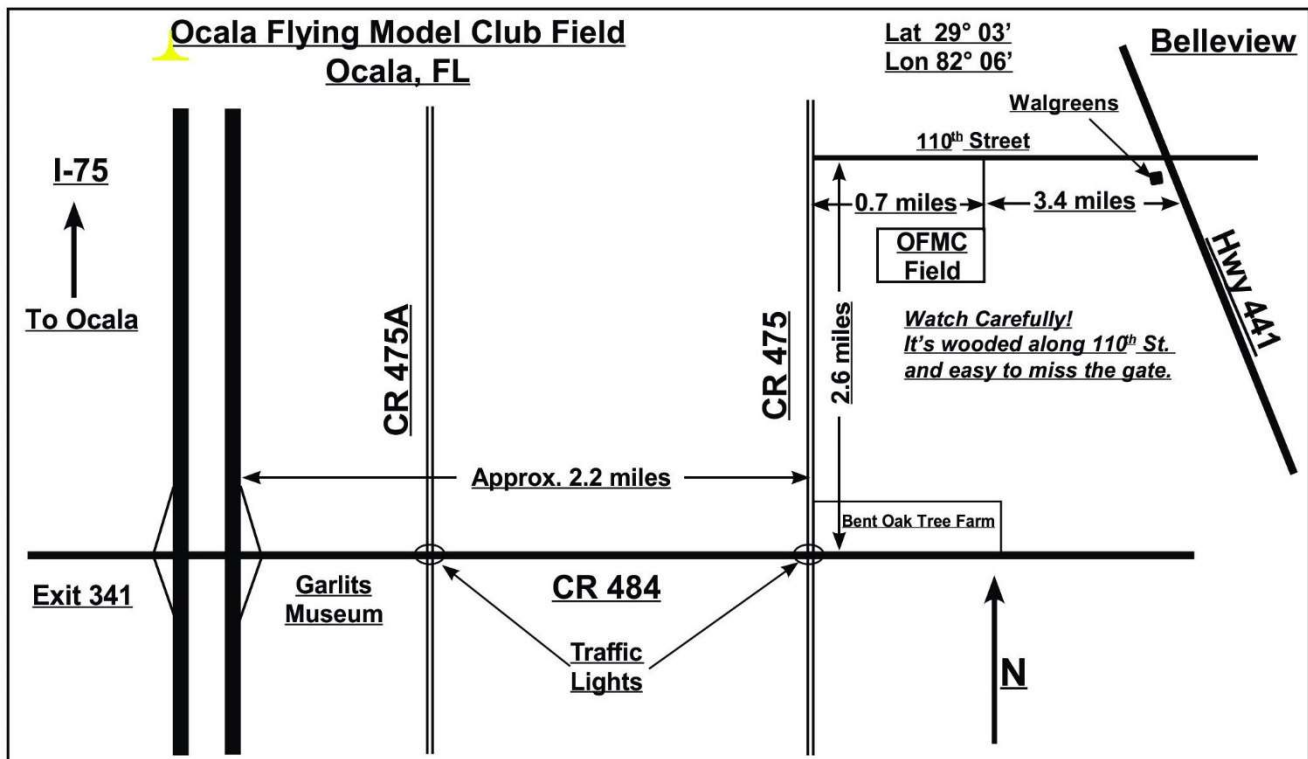 Ocala Flying Model Club Field
Ocala, FL
Lat 29° 03’
Lon 82° 06’
Belleview
Walgreens
110th Street
I-75
0.7 miles
3.4 miles
OFMC
Field
Hwy 441
To Ocala
CR 475A
CR 475
2.6 miles
Watch Carefully!
It’s wooded along 110th St.
and easy to miss the gate.
Approx. 2.2 miles
Bent Oak Tree Farm
Exit 341
Garlits
Museum
CR 484
Traffic
Lights
N